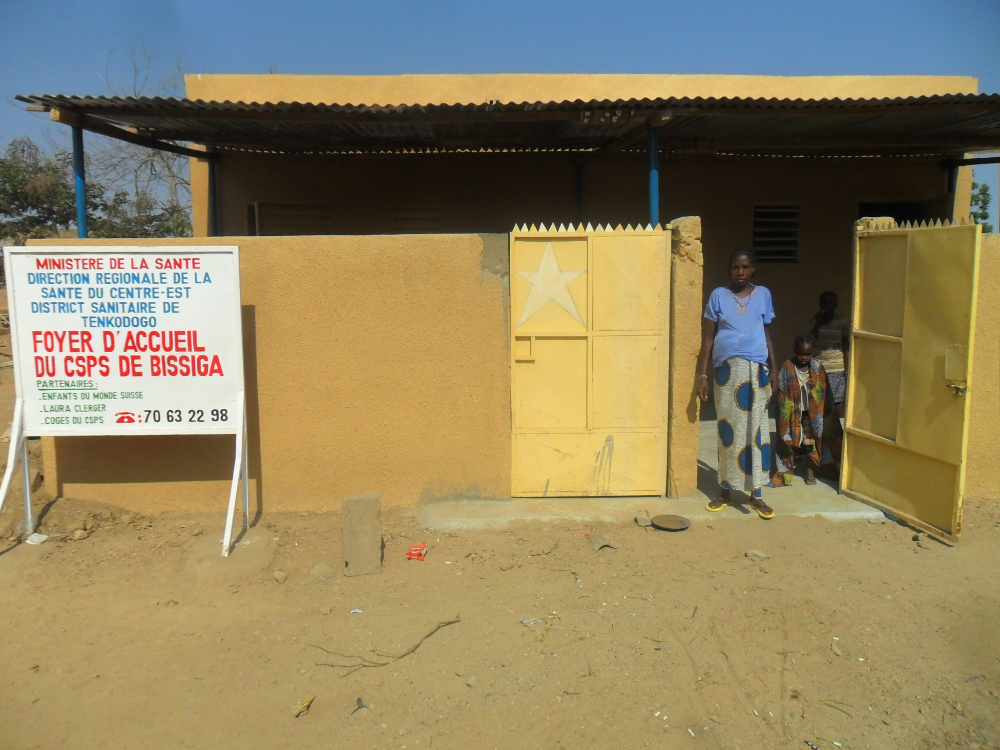 MINISTERE DE LA SANTE
DIRECTION REGIONALE DE LA
SANTE DU CENTRE-EST
DISTRICT SANITAIRE DE
TENKODOGO
FOYER D'ACCUEIL
DU CSPS DE BISSIGA
PARTENAIRES :
-ENFANTS DU MONDE SUISSE
-LAURA CLERGER
-COGES DU CSPS
☎:70 63 22 98